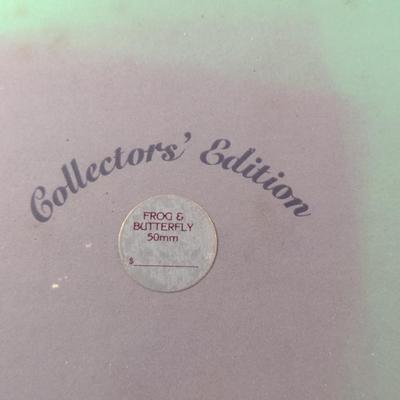 Collectors' Edition
FROG &
BUTTERFLY
50mm
$